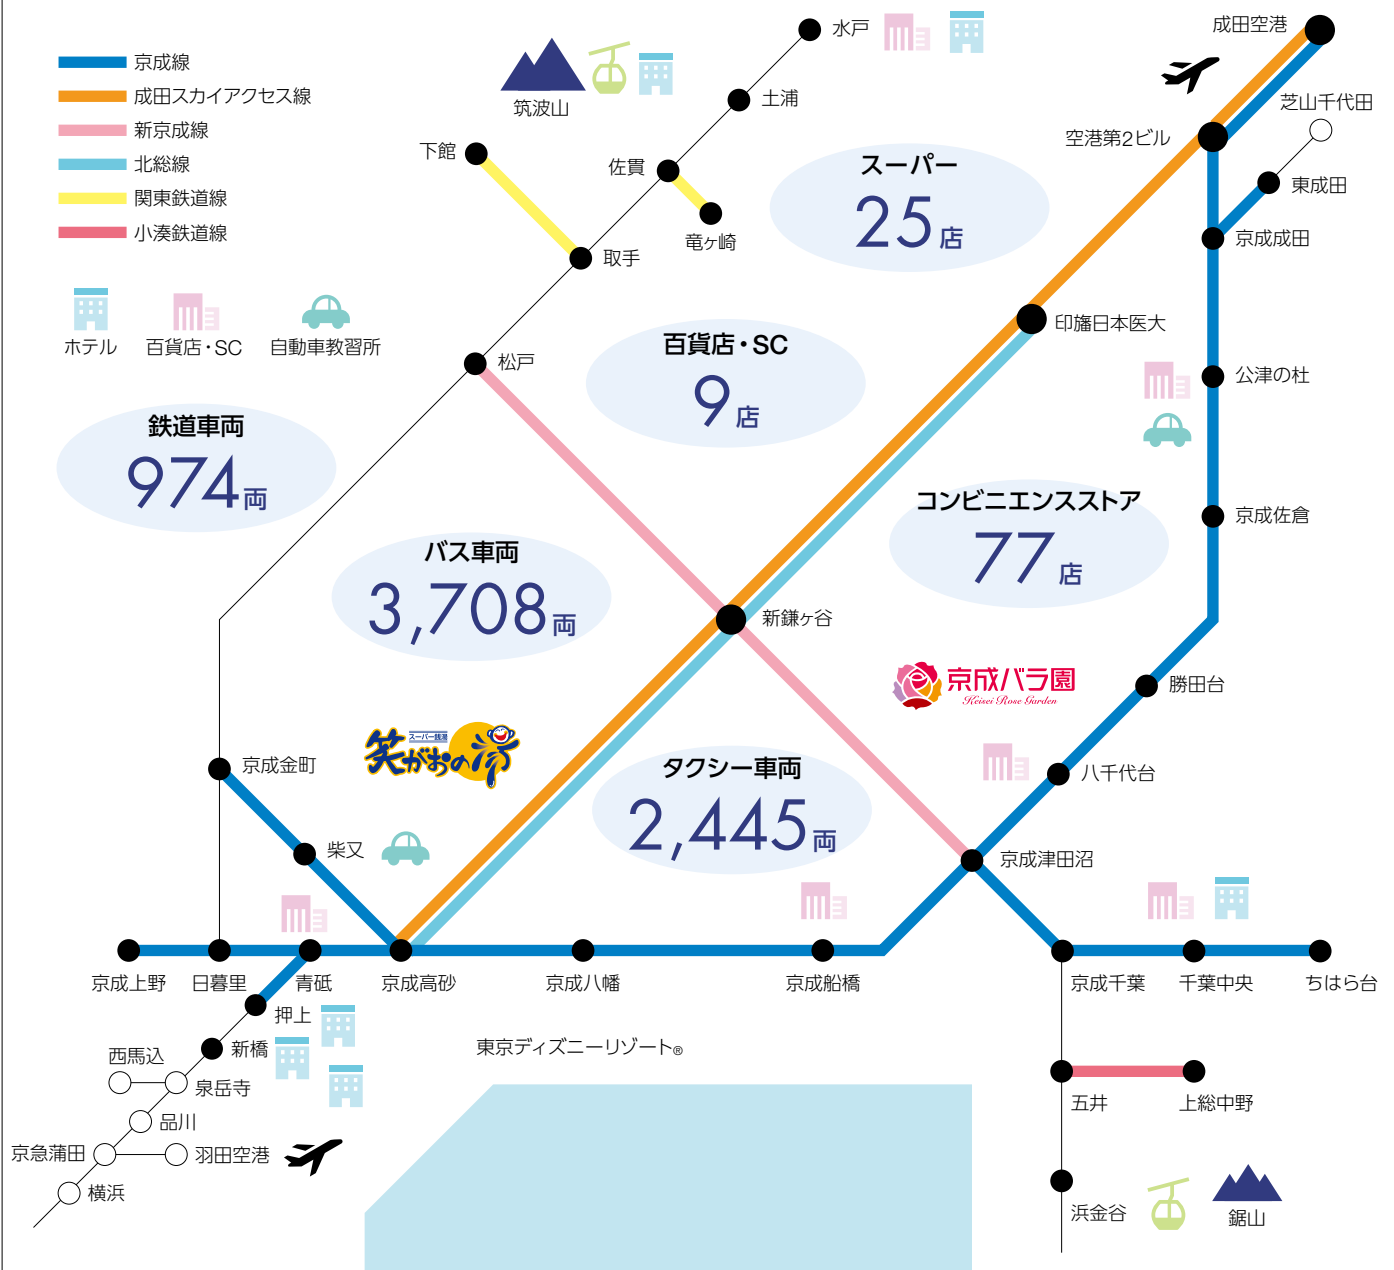 京成線
成田スカイアクセス線
新京成線
北総線
関東鉄道線
小湊鉄道線
ホテル
百貨店・SC
自動車教習所
筑波山
水戸
土浦
佐貫
竜ヶ崎
下館
取手
松戸
成田空港
芝山千代田
空港第2ビル
東成田
京成成田
印旛日本医大
公津の杜
京成佐倉
スーパー
25店
百貨店・SC
9店
鉄道車両
974両
バス車両
3,708両
コンビニエンスストア
77店
新鎌ヶ谷
京成バラ園
Keisei Rose Garden
勝田台
八千代台
スーパー銭湯
笑がおの湯
タクシー車両
2,445両
京成金町
柴又
京成津田沼
京成上野
日暮里
青砥
京成高砂
京成八幡
京成船橋
京成千葉
千葉中央
ちはら台
押上
新橋
西馬込
泉岳寺
品川
京急蒲田
羽田空港
横浜
東京ディズニーリゾート®
五井
上総中野
浜金谷
鋸山